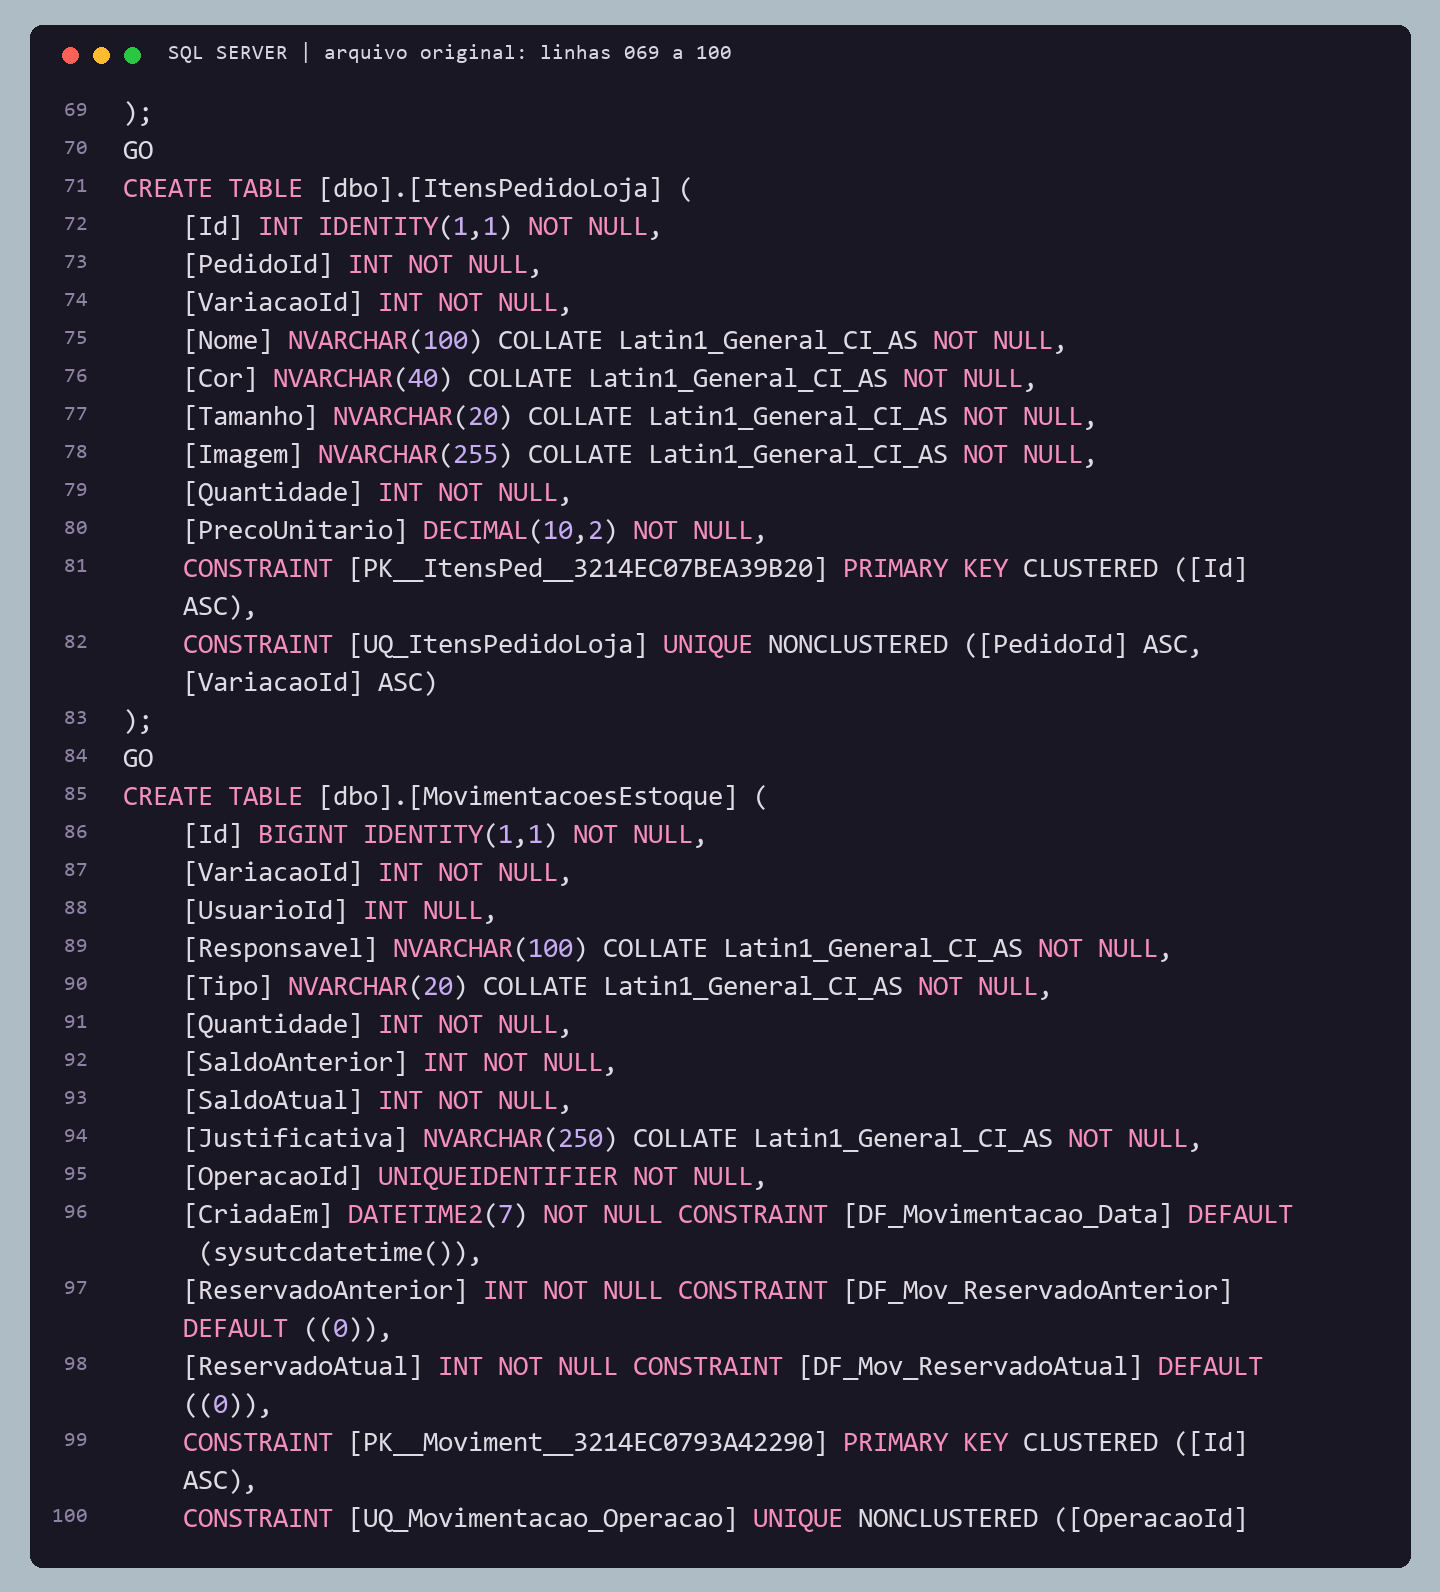 SQL SERVER | arquivo original: linhas 069 a 100
69 );
70 GO
71 CREATE TABLE [dbo].[ItensPedidoLoja] (
72 [Id] INT IDENTITY(1,1) NOT NULL,
73 [PedidoId] INT NOT NULL,
74 [VariacaoId] INT NOT NULL,
75 [Nome] NVARCHAR(100) COLLATE Latin1_General_CI_AS NOT NULL,
76 [Cor] NVARCHAR(40) COLLATE Latin1_General_CI_AS NOT NULL,
77 [Tamanho] NVARCHAR(20) COLLATE Latin1_General_CI_AS NOT NULL,
78 [Imagem] NVARCHAR(255) COLLATE Latin1_General_CI_AS NOT NULL,
79 [Quantidade] INT NOT NULL,
80 [PrecoUnitario] DECIMAL(10,2) NOT NULL,
81 CONSTRAINT [PK__ItensPed__3214EC07BEA39B20] PRIMARY KEY CLUSTERED ([Id]
ASC),
82 CONSTRAINT [UQ_ItensPedidoLoja] UNIQUE NONCLUSTERED ([PedidoId] ASC,
[VariacaoId] ASC)
83 );
84 GO
85 CREATE TABLE [dbo].[MovimentacoesEstoque] (
86 [Id] BIGINT IDENTITY(1,1) NOT NULL,
87 [VariacaoId] INT NOT NULL,
88 [UsuarioId] INT NULL,
89 [Responsavel] NVARCHAR(100) COLLATE Latin1_General_CI_AS NOT NULL,
90 [Tipo] NVARCHAR(20) COLLATE Latin1_General_CI_AS NOT NULL,
91 [Quantidade] INT NOT NULL,
92 [SaldoAnterior] INT NOT NULL,
93 [SaldoAtual] INT NOT NULL,
94 [Justificativa] NVARCHAR(250) COLLATE Latin1_General_CI_AS NOT NULL,
95 [OperacaoId] UNIQUEIDENTIFIER NOT NULL,
96 [CriadaEm] DATETIME2(7) NOT NULL CONSTRAINT [DF_Movimentacao_Data] DEFAULT
(sysutcdatetime()),
97 [ReservadoAnterior] INT NOT NULL CONSTRAINT [DF_Mov_ReservadoAnterior]
DEFAULT ((0)),
98 [ReservadoAtual] INT NOT NULL CONSTRAINT [DF_Mov_ReservadoAtual] DEFAULT
((0)),
99 CONSTRAINT [PK__Moviment__3214EC0793A42290] PRIMARY KEY CLUSTERED ([Id]
ASC),
100 CONSTRAINT [UQ_Movimentacao_Operacao] UNIQUE NONCLUSTERED ([OperacaoId]